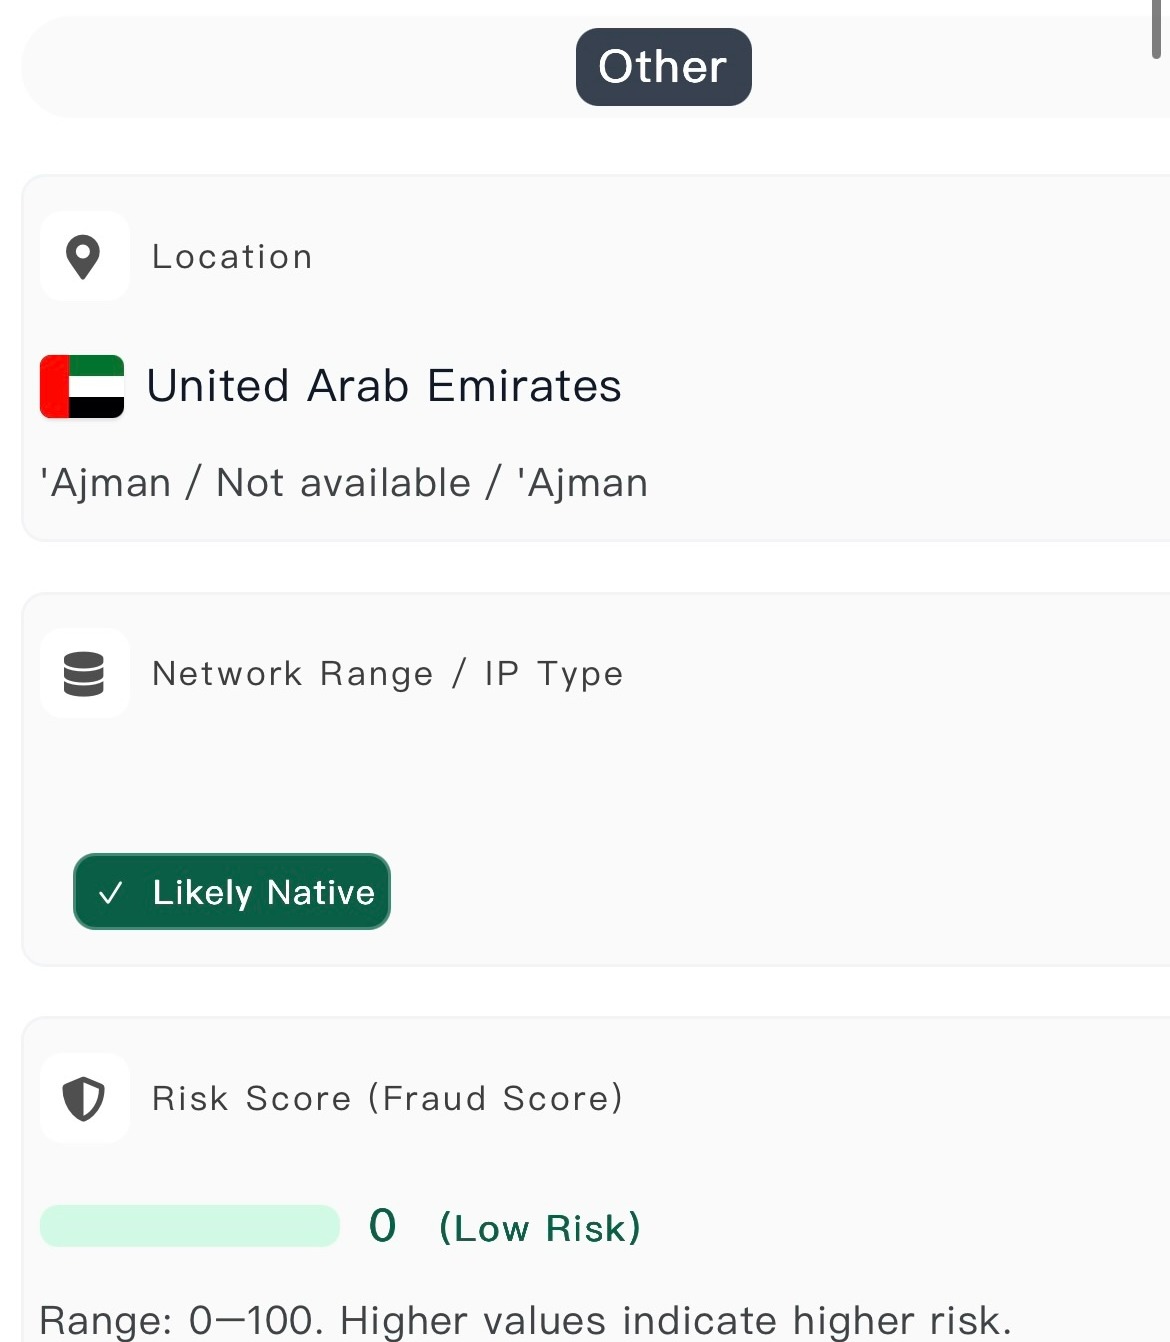 Other
Location
United Arab Emirates
'Ajman / Not available / 'Ajman
Network Range / IP Type
✓ Likely Native
Risk Score (Fraud Score)
0 (Low Risk)
Range: 0—100. Higher values indicate higher risk.